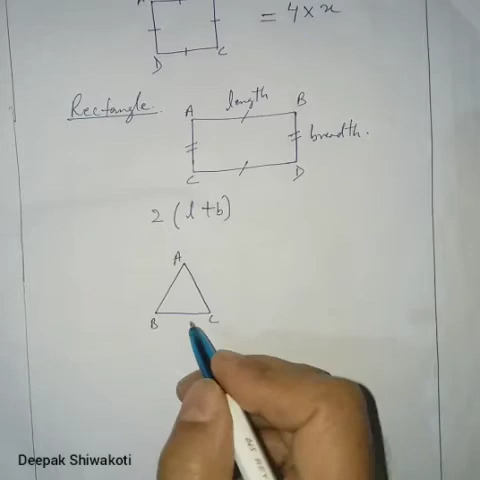 = 4 × x
D C
Rectangle.
length
A B
breadth.
C D
2 (l + b)
A
B C
Deepak Shiwakoti